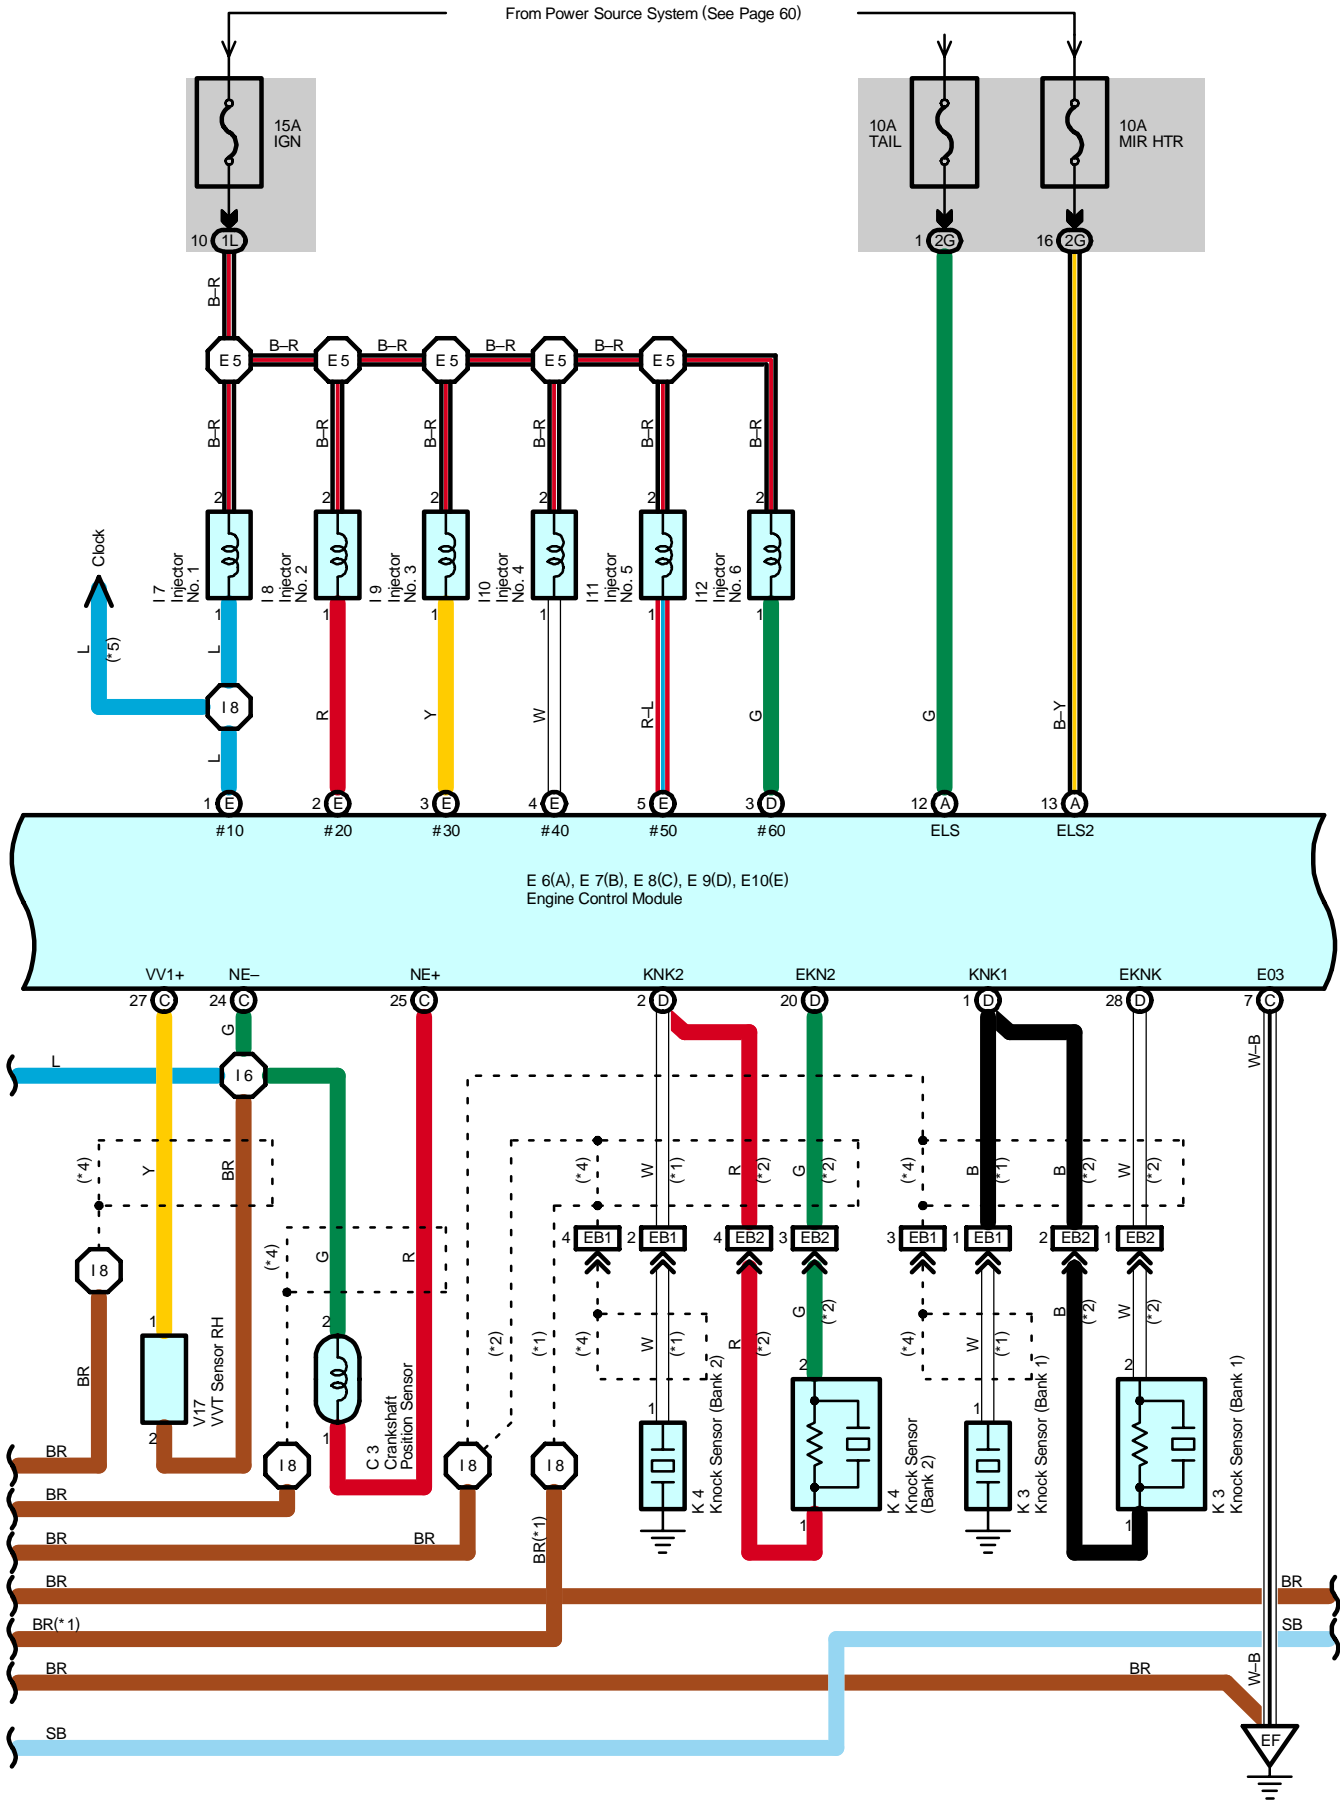 From Power Source System (See Page 60)
15A
IGN
10A
TAIL
10A
MIR HTR
10 1L
1 2G
16 2G
B–R
E 5
B–R
E 5
B–R
E 5
B–R
E 5
B–R
E 5
B–R
B–R
B–R
B–R
B–R
B–R
2
2
2
2
2
2
Clock
I 7
Injector
No. 1
I 8
Injector
No. 2
I 9
Injector
No. 3
I10
Injector
No. 4
I11
Injector
No. 5
I12
Injector
No. 6
1
1
1
1
1
1
L
(*5)
L
I 8
L
R
Y
W
R–L
G
G
B–Y
1 E
2 E
3 E
4 E
5 E
3 D
12 A
13 A
#10
#20
#30
#40
#50
#60
ELS
ELS2
E 6(A), E 7(B), E 8(C), E 9(D), E10(E)
Engine Control Module
VV1+
NE–
NE+
KNK2
EKN2
KNK1
EKNK
E03
27 C
24 C
25 C
2 D
20 D
1 D
28 D
7 C
G
L
I 6
W–B
(*4)
Y
BR
(*4)
W
(*1)
R
(*2)
G
(*2)
(*4)
B
(*1)
B
(*2)
W
(*2)
I 8
(*4)
G
R
4 EB1
2 EB1
4 EB2
3 EB2
3 EB1
1 EB1
2 EB2
1 EB2
BR
1
V17
VVT Sensor RH
2
2
C 3
Crankshaft
Position Sensor
1
(*2)
(*1)
(*4)
W
(*1)
R
(*2)
G
(*2)
(*4)
W
(*1)
B
(*2)
W
(*2)
1
K 4
Knock Sensor (Bank 2)
2
K 4
Knock Sensor
(Bank 2)
1
1
K 3
Knock Sensor (Bank 1)
2
K 3
Knock Sensor (Bank 1)
1
BR
I 8
I 8
I 8
BR
BR
BR
BR(*1)
BR
BR
BR(*1)
SB
BR
BR
W–B
SB
EF